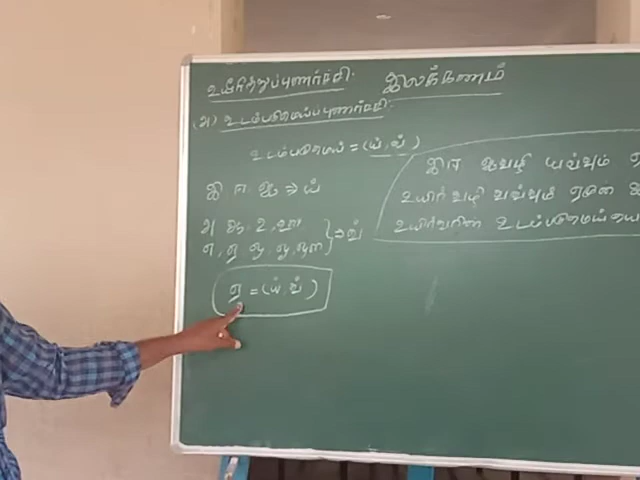 உயிரீற்றுப்புணர்ச்சி:
இலக்கணம்
(அ) உடம்படுமெய்ப்புணர்ச்சி:
உடம்படுமெய் = (ய், வ்)
இ ஈ ஐ ⇒ ய்
அ ஆ உ, ஊ
எ, ஏ ஒ, ஓ, ஔ } ⇒ வ்
ஏ = (ய், வ்)
இ ஈ ஐவழி யவ்வும் ஏ
உயிர்வழி வவ்வும் ஏமுன் இ
உயிர்வரின் உடம்படுமெய்யெ